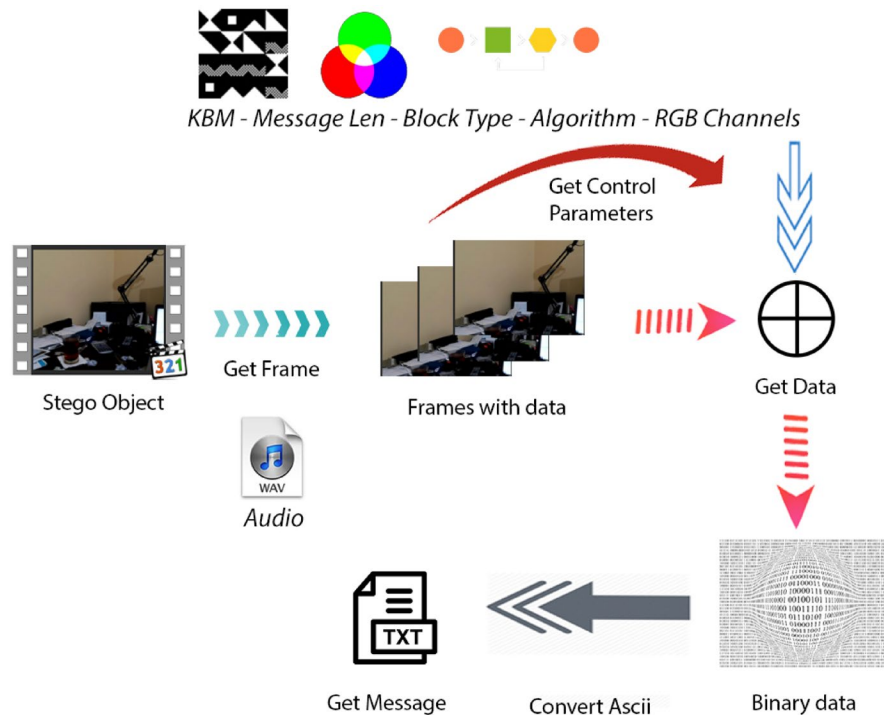 KBM - Message Len - Block Type - Algorithm - RGB Channels
Get Control
Parameters
321
Get Frame
Stego Object
Frames with data
Get Data
WAV
Audio
TXT
Get Message
Convert Ascii
Binary data